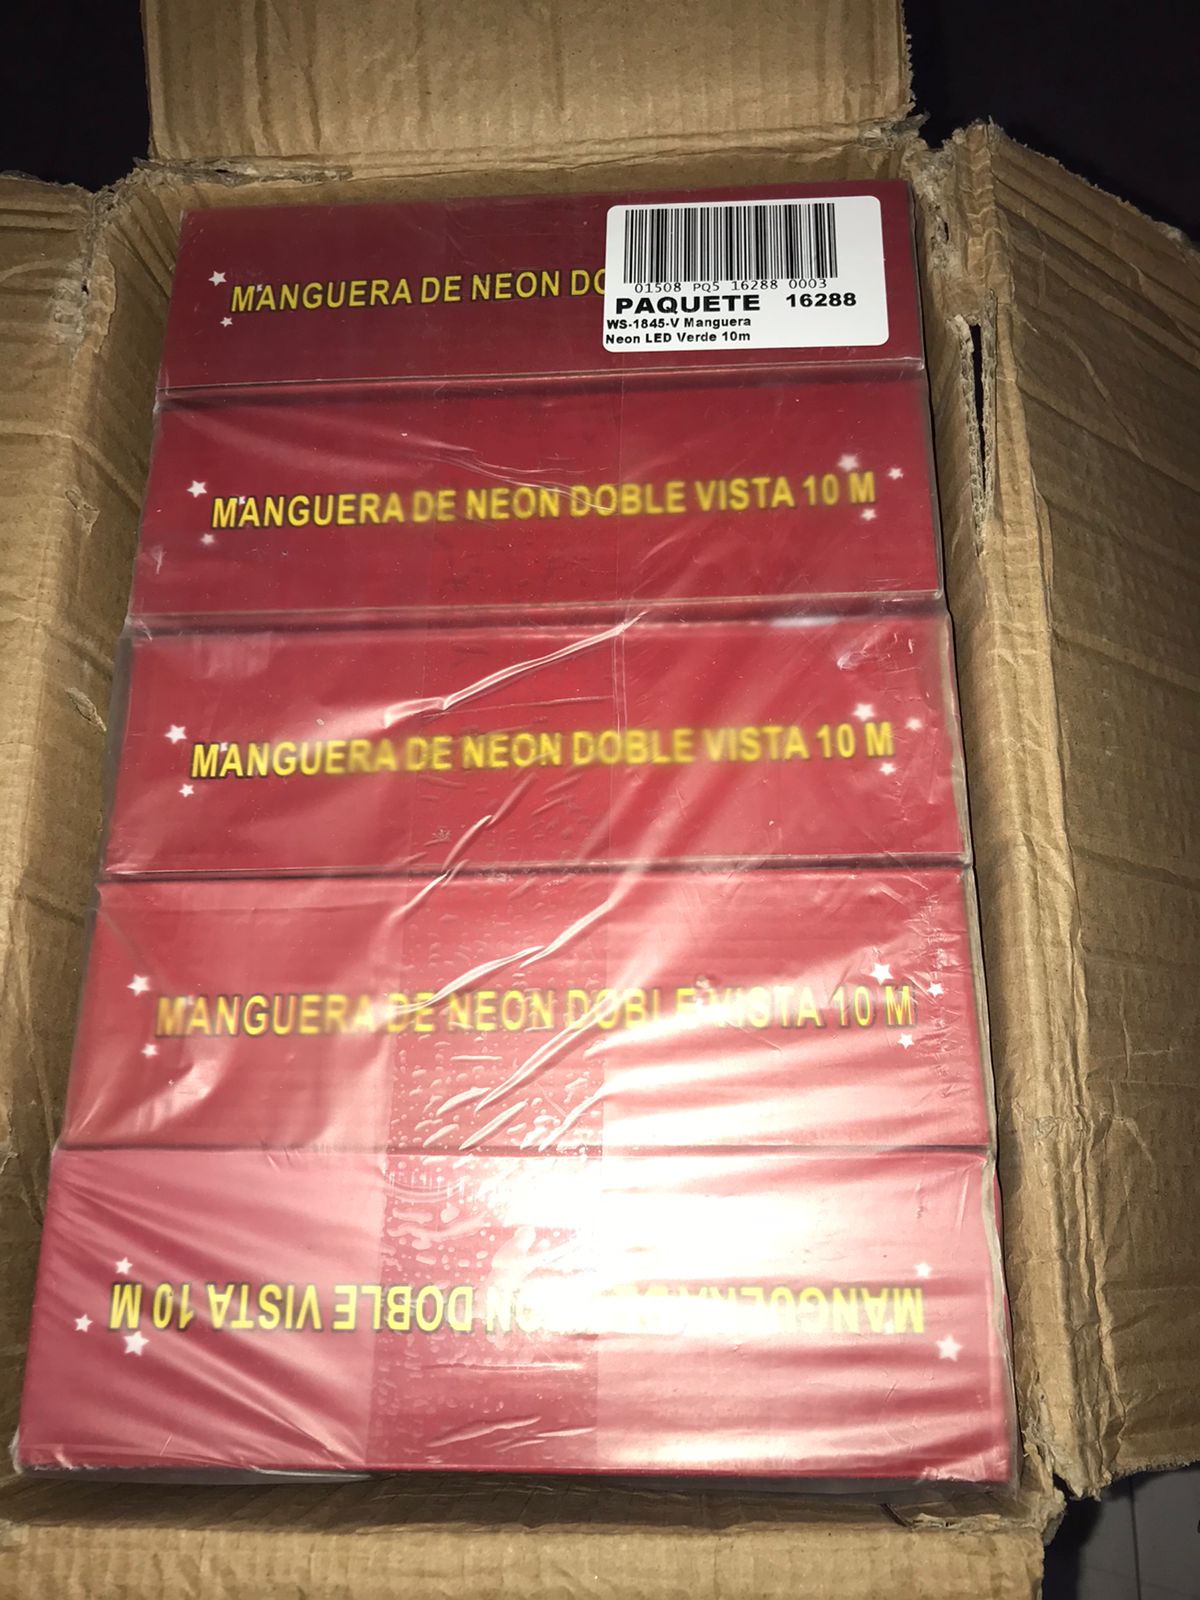 MANGUERA DE NEON DO
01508 PQ5 16288 0003
PAQUETE 16288
WS-1845-V Manguera
Neon LED Verde 10m
MANGUERA DE NEON DOBLE VISTA 10 M
MANGUERA DE NEON DOBLE VISTA 10 M
MANGUERA DE NEON DOBLE VISTA 10 M
MANGUERA DE NEON DOBLE VISTA 10 M